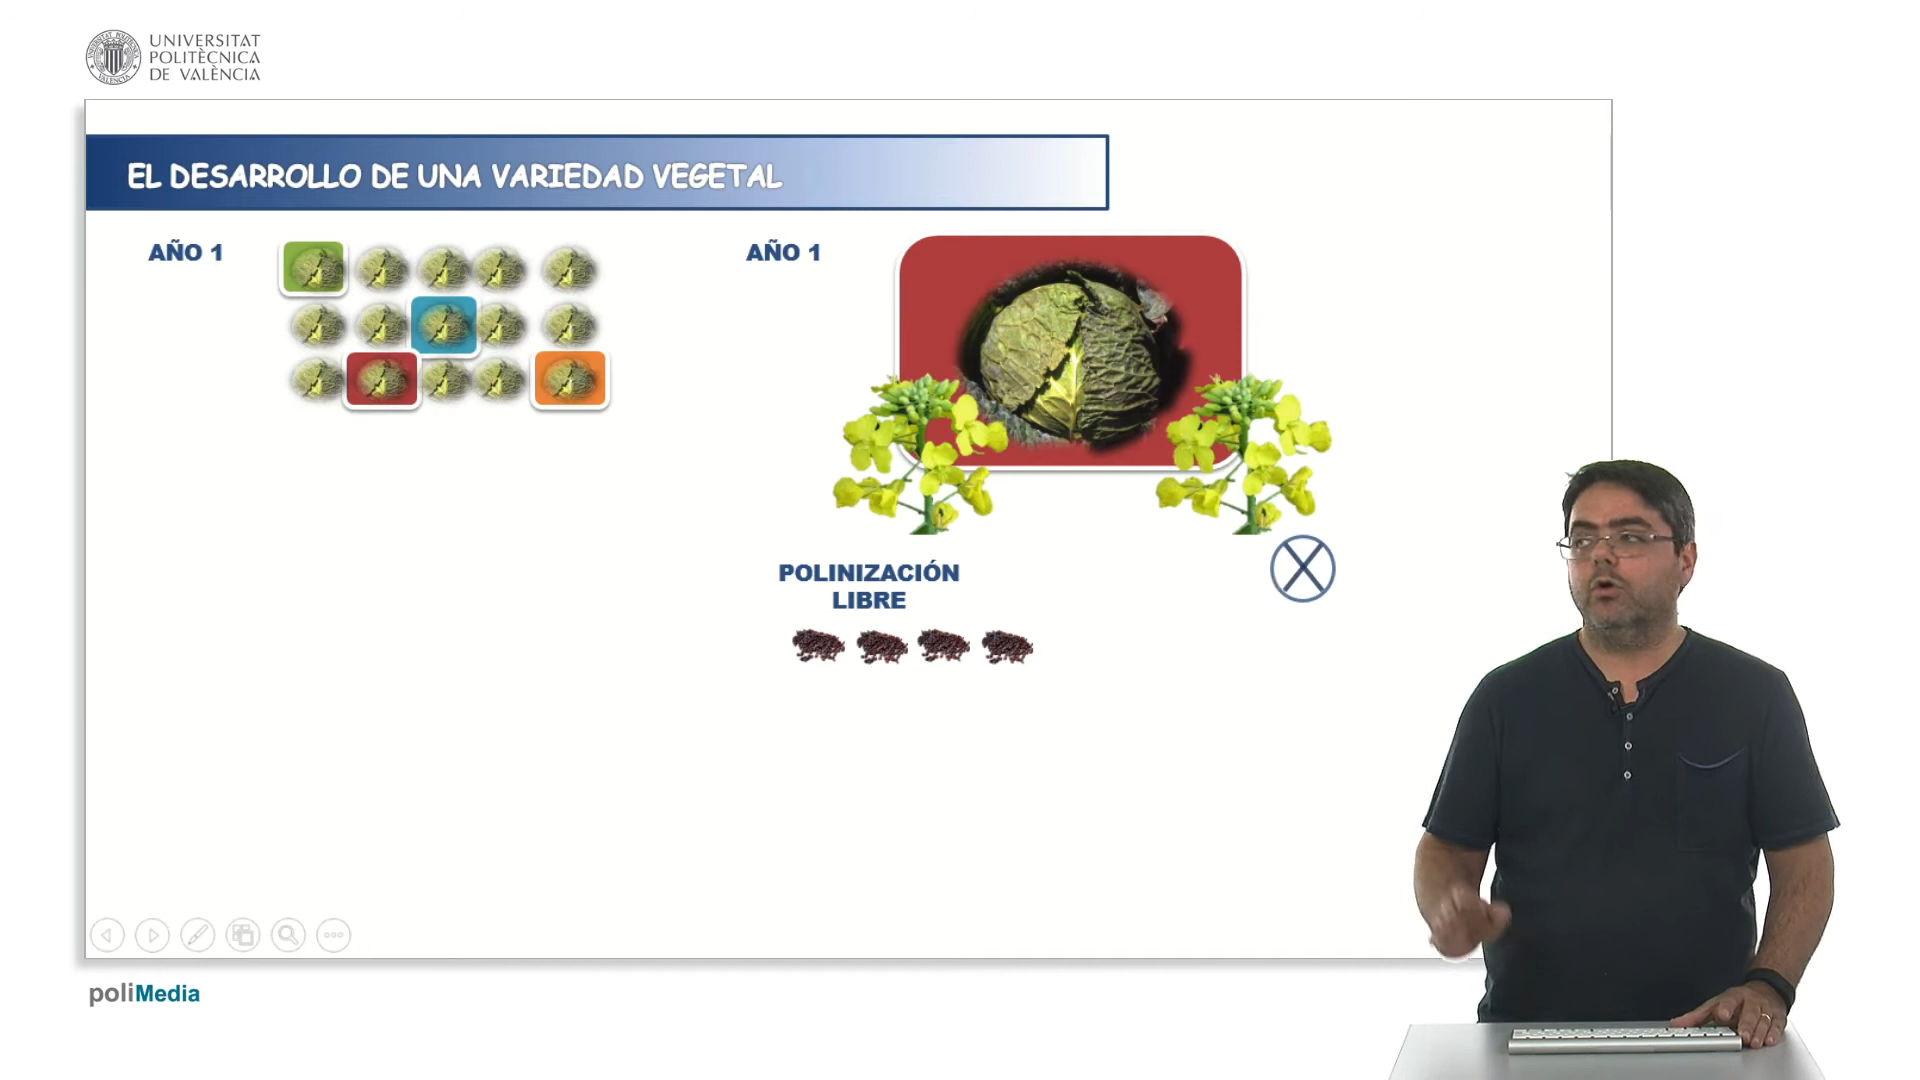 UNIVERSITAT
POLITÈCNICA
DE VALÈNCIA
EL DESARROLLO DE UNA VARIEDAD VEGETAL
AÑO 1
AÑO 1
POLINIZACIÓN
LIBRE
poliMedia